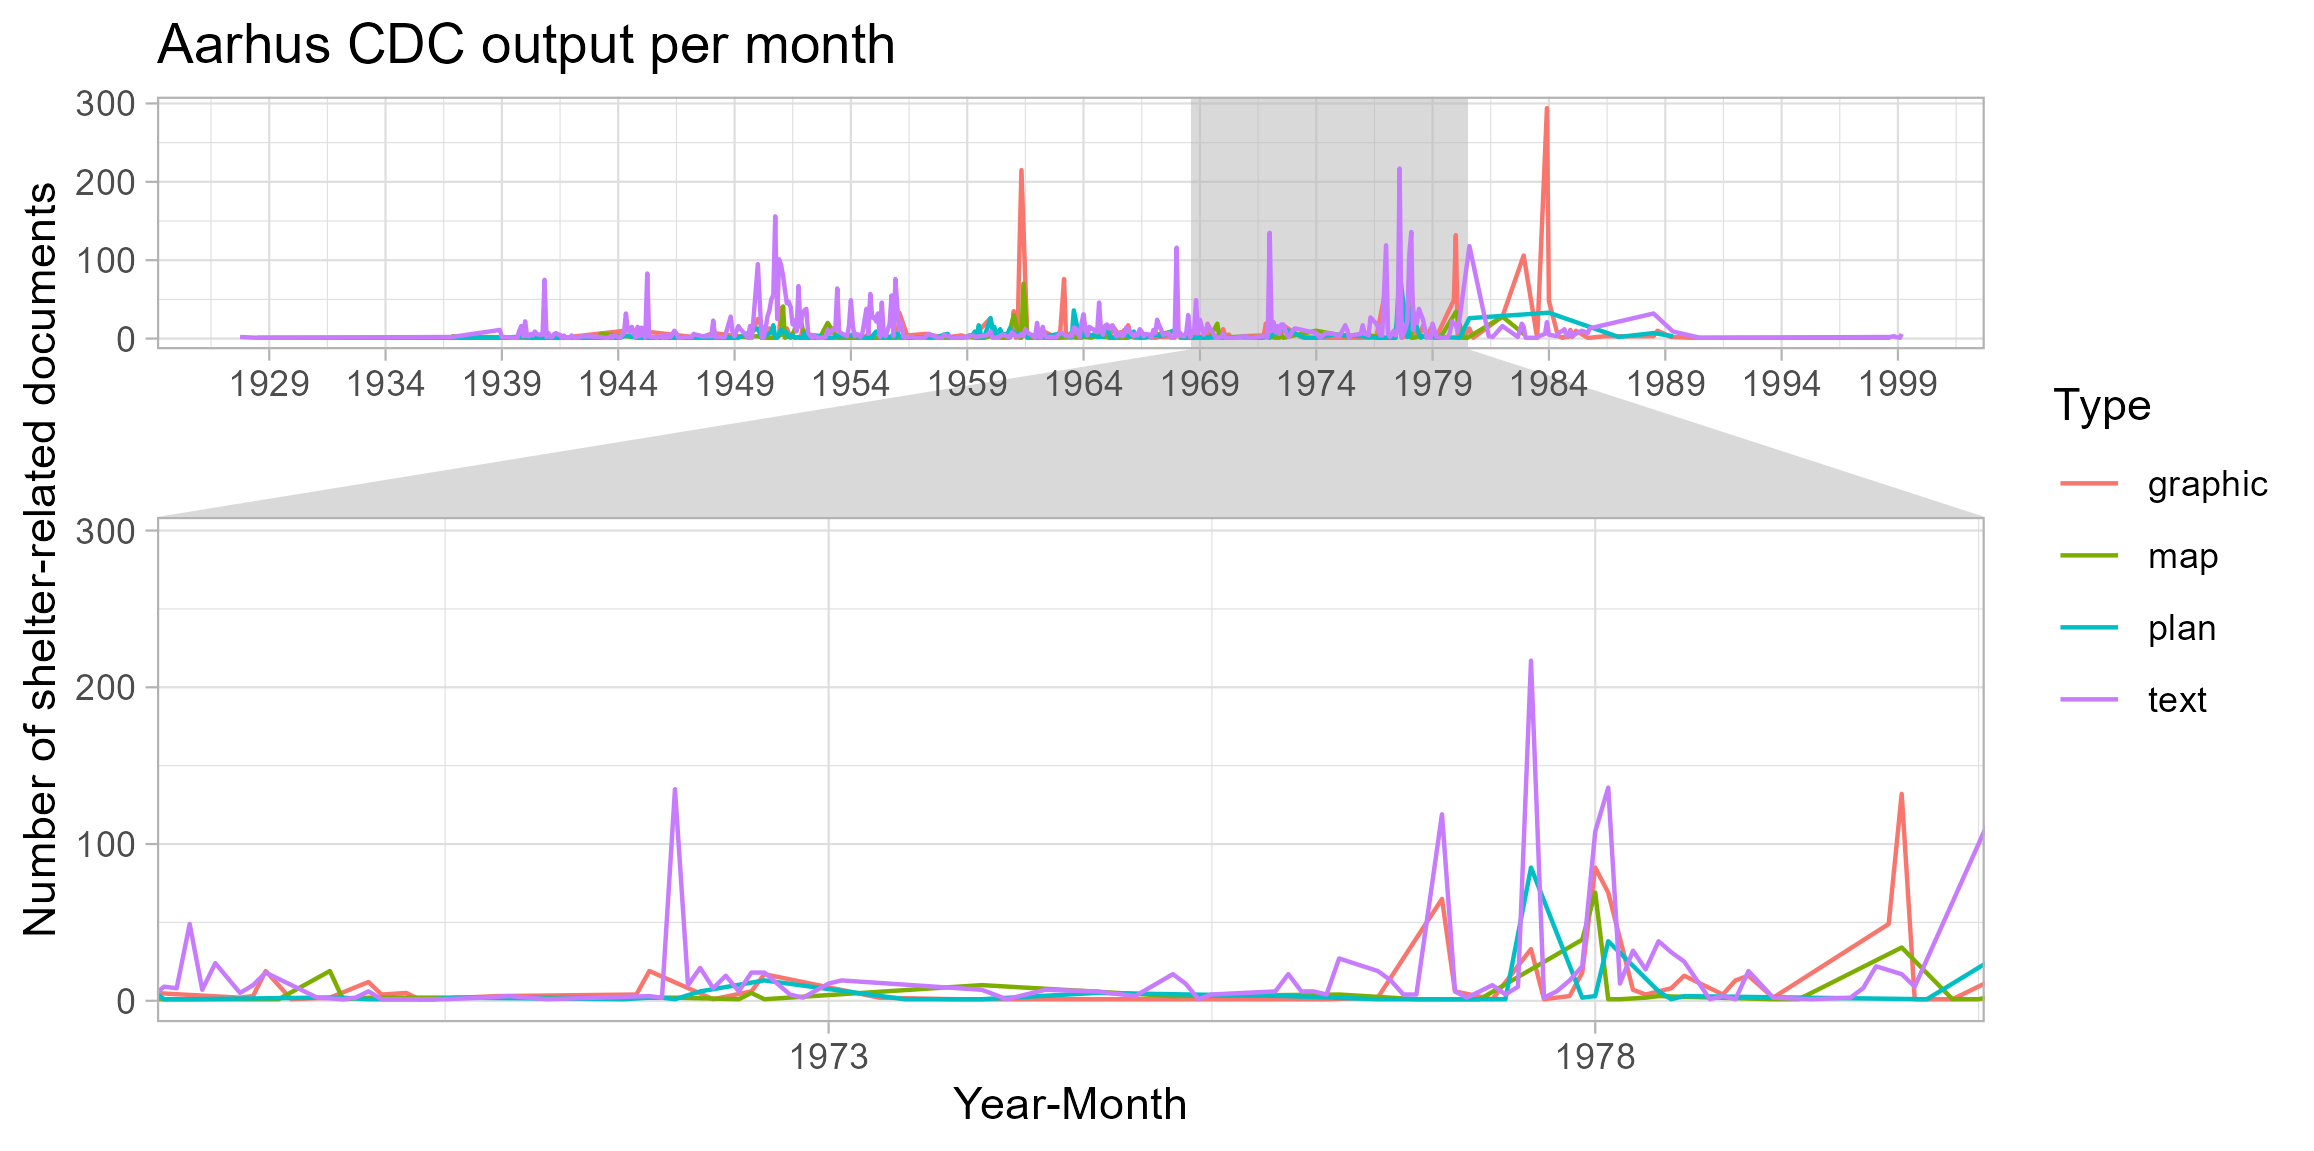 Aarhus CDC output per month
Number of shelter-related documents
300
200
100
0
1929 1934 1939 1944 1949 1954 1959 1964 1969 1974 1979 1984 1989 1994 1999
300
200
100
0
1973 1978
Year-Month
Type
graphic
map
plan
text